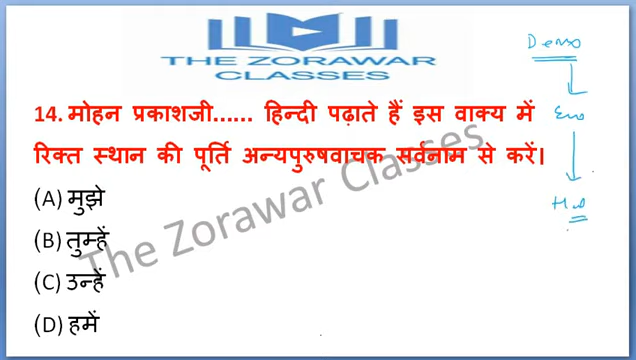 THE ZORAWAR
CLASSES
Demo
14. मोहन प्रकाशजी...... हिन्दी पढ़ाते हैं इस वाक्य में
रिक्त स्थान की पूर्ति अन्यपुरुषवाचक सर्वनाम से करें।
(A) मुझे
(B) तुम्हें
(C) उन्हें
(D) हमें
The Zorawar Classes